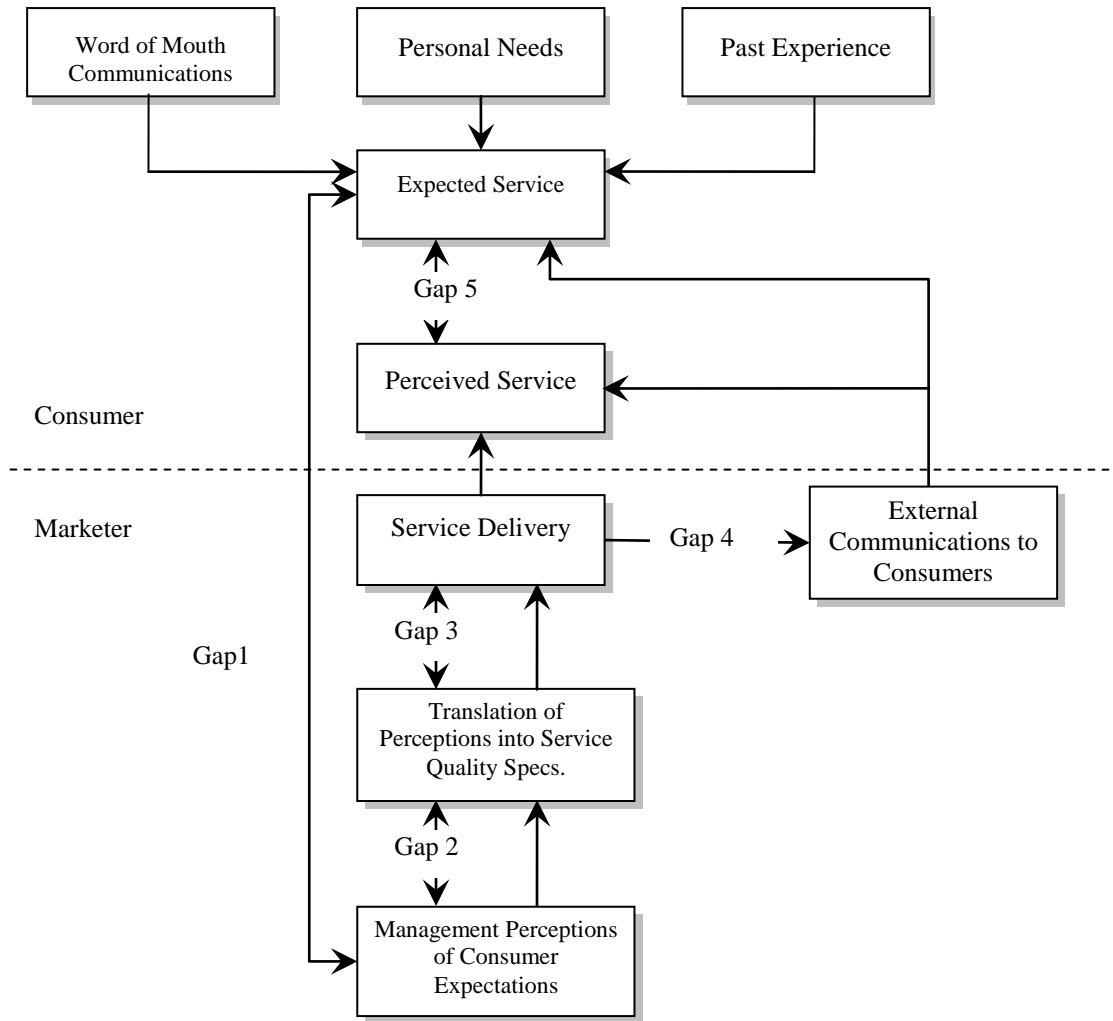 Word of Mouth
Communications
Personal Needs
Past Experience
Expected Service
Gap 5
Perceived Service
Consumer
Marketer
Service Delivery
Gap 4
External
Communications to
Consumers
Gap 3
Gap1
Translation of
Perceptions into Service
Quality Specs.
Gap 2
Management Perceptions
of Consumer
Expectations